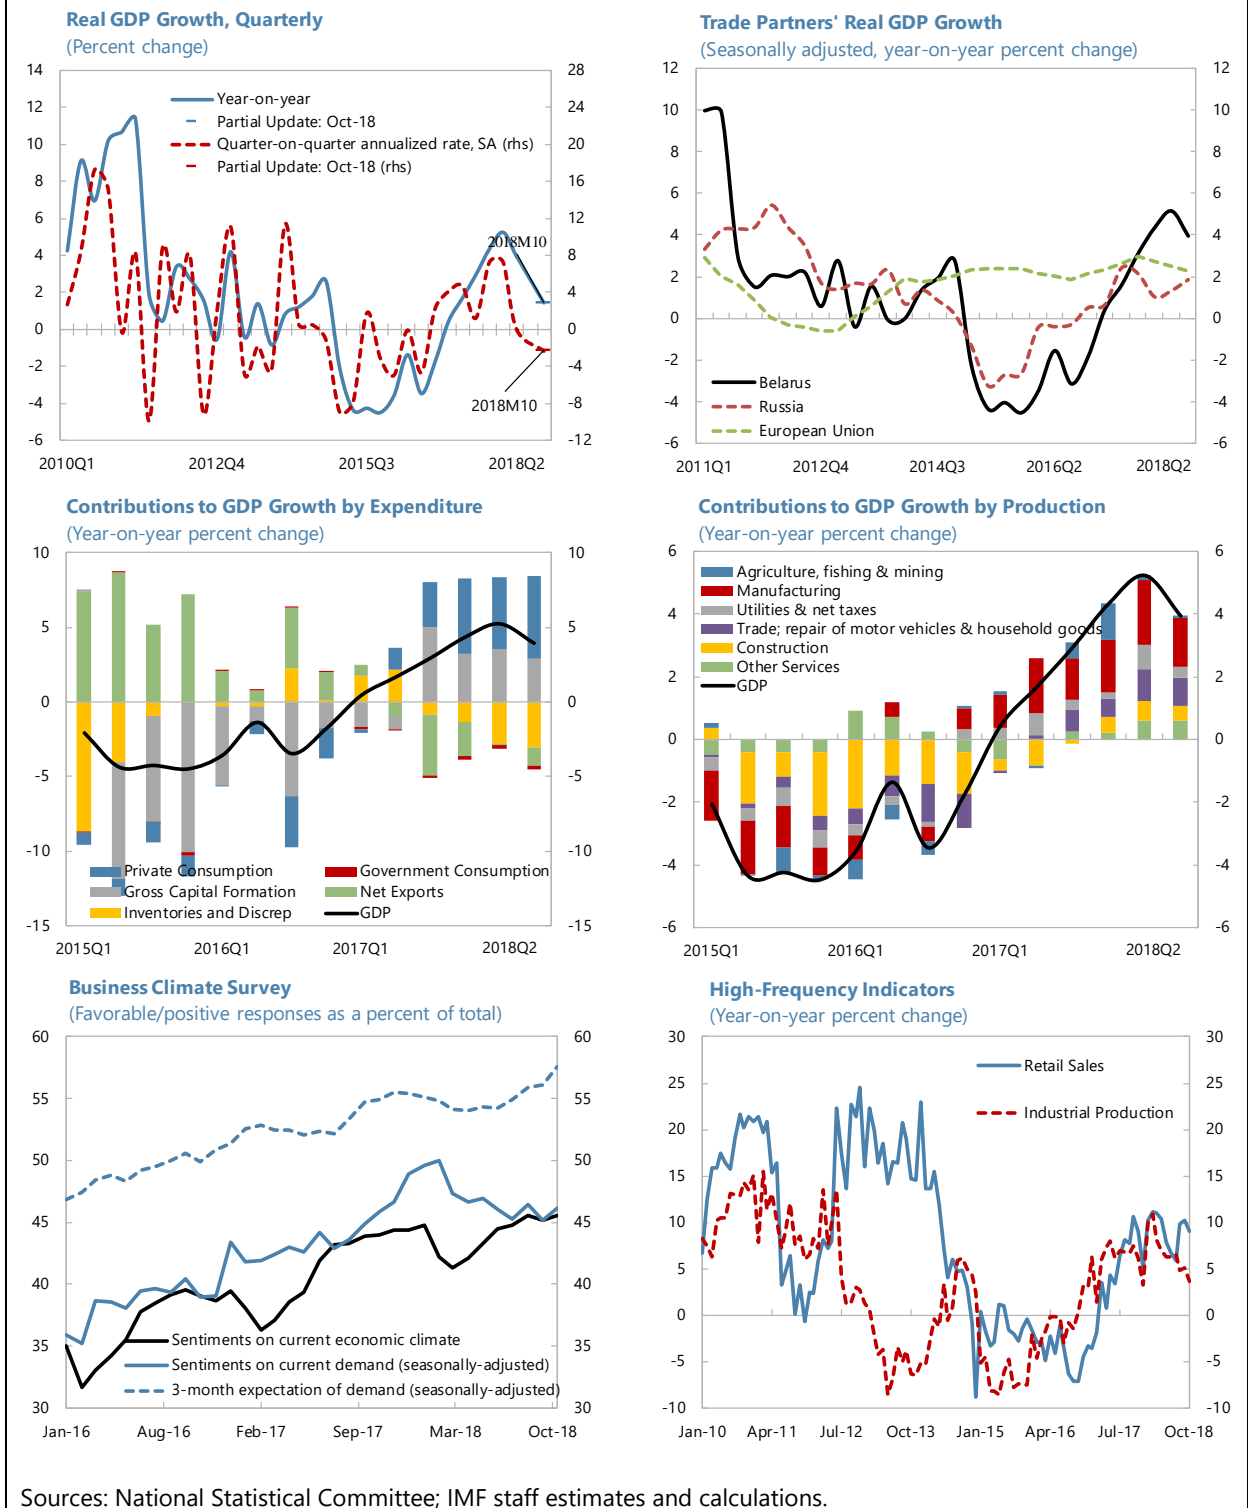 Real GDP Growth, Quarterly
(Percent change)
14 28
12 24
10 20
8 16
6 12
4 8
2 4
0 0
-2 -4
-4 -8
-6 -12
Year-on-year
Partial Update: Oct-18
Quarter-on-quarter annualized rate, SA (rhs)
Partial Update: Oct-18 (rhs)
2018M10
2018M10
2010Q1 2012Q4 2015Q3 2018Q2
Trade Partners' Real GDP Growth
(Seasonally adjusted, year-on-year percent change)
12 12
10 10
8 8
6 6
4 4
2 2
0 0
-2 -2
-4 -4
-6 -6
Belarus
Russia
European Union
2011Q1 2012Q4 2014Q3 2016Q2 2018Q2
Contributions to GDP Growth by Expenditure
(Year-on-year percent change)
10 10
5 5
0 0
-5 -5
-10 -10
-15 -15
Private Consumption Government Consumption
Gross Capital Formation Net Exports
Inventories and Discrep GDP
2015Q1 2016Q1 2017Q1 2018Q2
Contributions to GDP Growth by Production
(Year-on-year percent change)
6 6
4 4
2 2
0 0
-2 -2
-4 -4
-6 -6
Agriculture, fishing & mining
Manufacturing
Utilities & net taxes
Trade; repair of motor vehicles & household goods
Construction
Other Services
GDP
2015Q1 2016Q1 2017Q1 2018Q2
Business Climate Survey
(Favorable/positive responses as a percent of total)
60 60
55 55
50 50
45 45
40 40
35 35
30 30
Sentiments on current economic climate
Sentiments on current demand (seasonally-adjusted)
3-month expectation of demand (seasonally-adjusted)
Jan-16 Aug-16 Feb-17 Sep-17 Mar-18 Oct-18
High-Frequency Indicators
(Year-on-year percent change)
30 30
25 25
20 20
15 15
10 10
5 5
0 0
-5 -5
-10 -10
Retail Sales
Industrial Production
Jan-10 Apr-11 Jul-12 Oct-13 Jan-15 Apr-16 Jul-17 Oct-18
Sources: National Statistical Committee; IMF staff estimates and calculations.